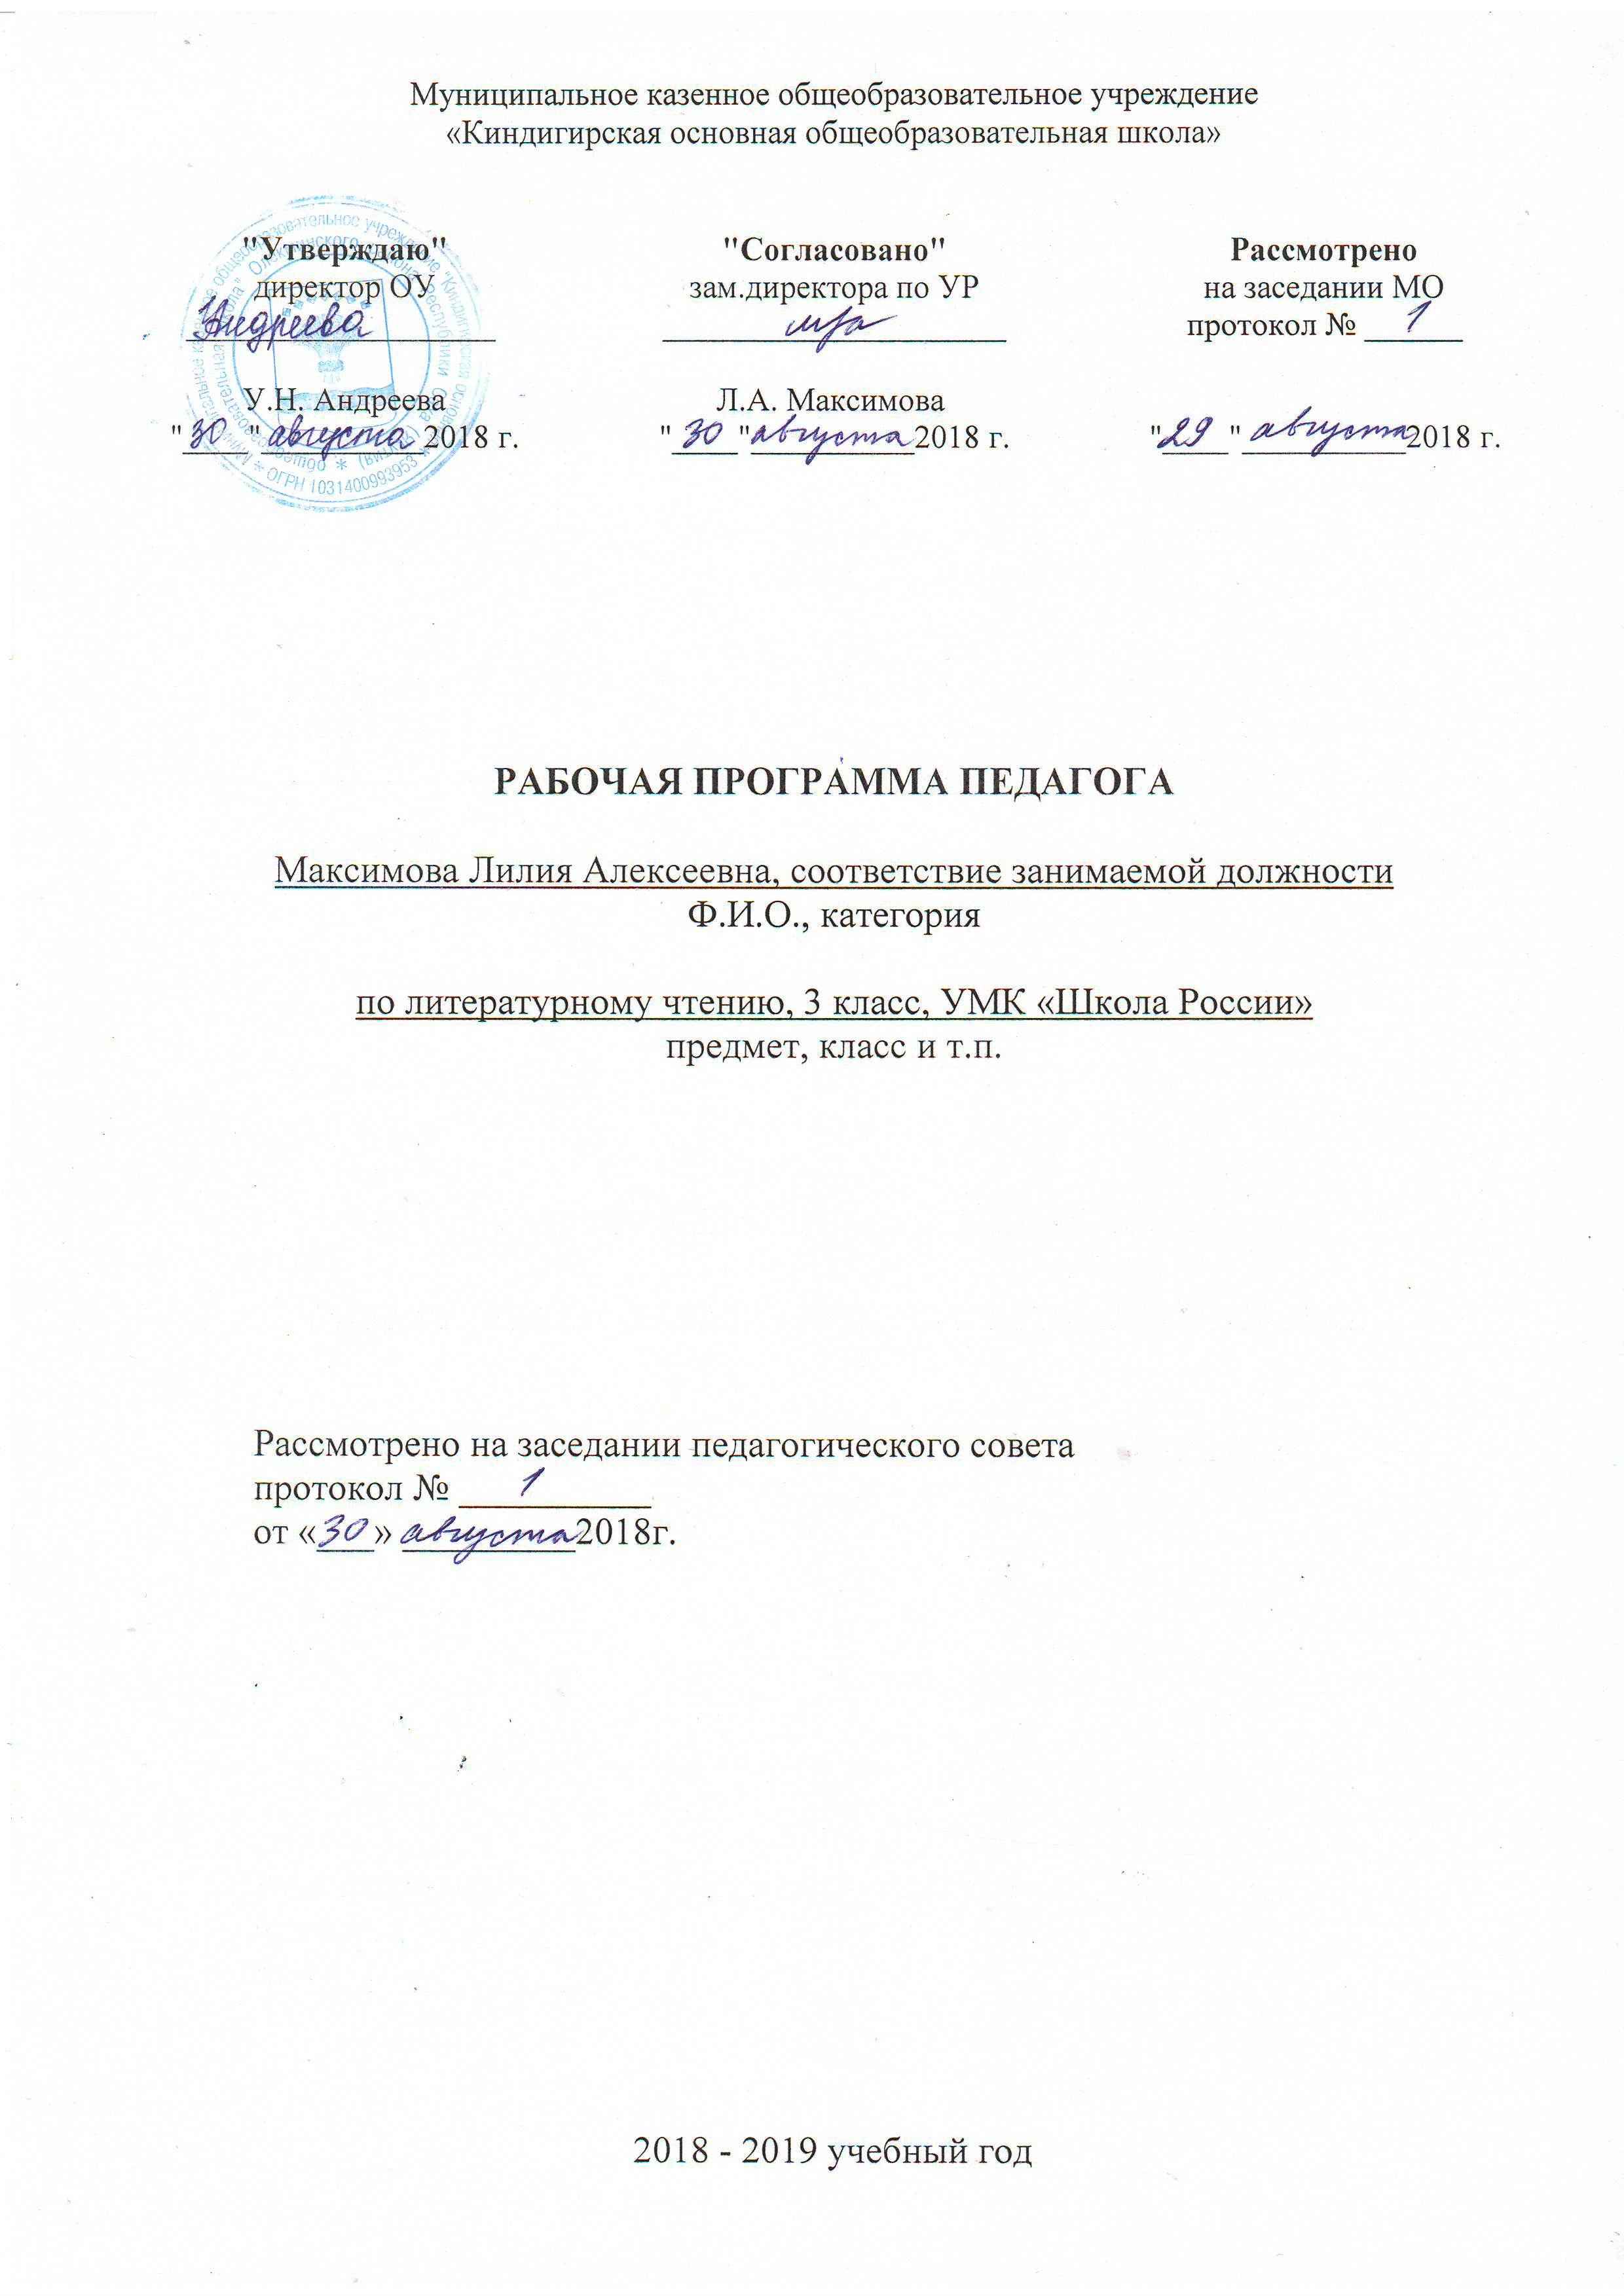 Муниципальное казенное общеобразовательное учреждение
«Киндигирская основная общеобразовательная школа»
"Утверждаю"
директор ОУ
Андреева
У.Н. Андреева
"30" августа 2018 г.
"Согласовано"
зам.директора по УР
Л.А. Максимова
"30" августа 2018 г.
Рассмотрено
на заседании МО
протокол № 1
"29" августа 2018 г.
ОГРН 1031400993953
РАБОЧАЯ ПРОГРАММА ПЕДАГОГА
Максимова Лилия Алексеевна, соответствие занимаемой должности
Ф.И.О., категория
по литературному чтению, 3 класс, УМК «Школа России»
предмет, класс и т.п.
Рассмотрено на заседании педагогического совета
протокол № 1
от «30» августа 2018г.
2018 - 2019 учебный год